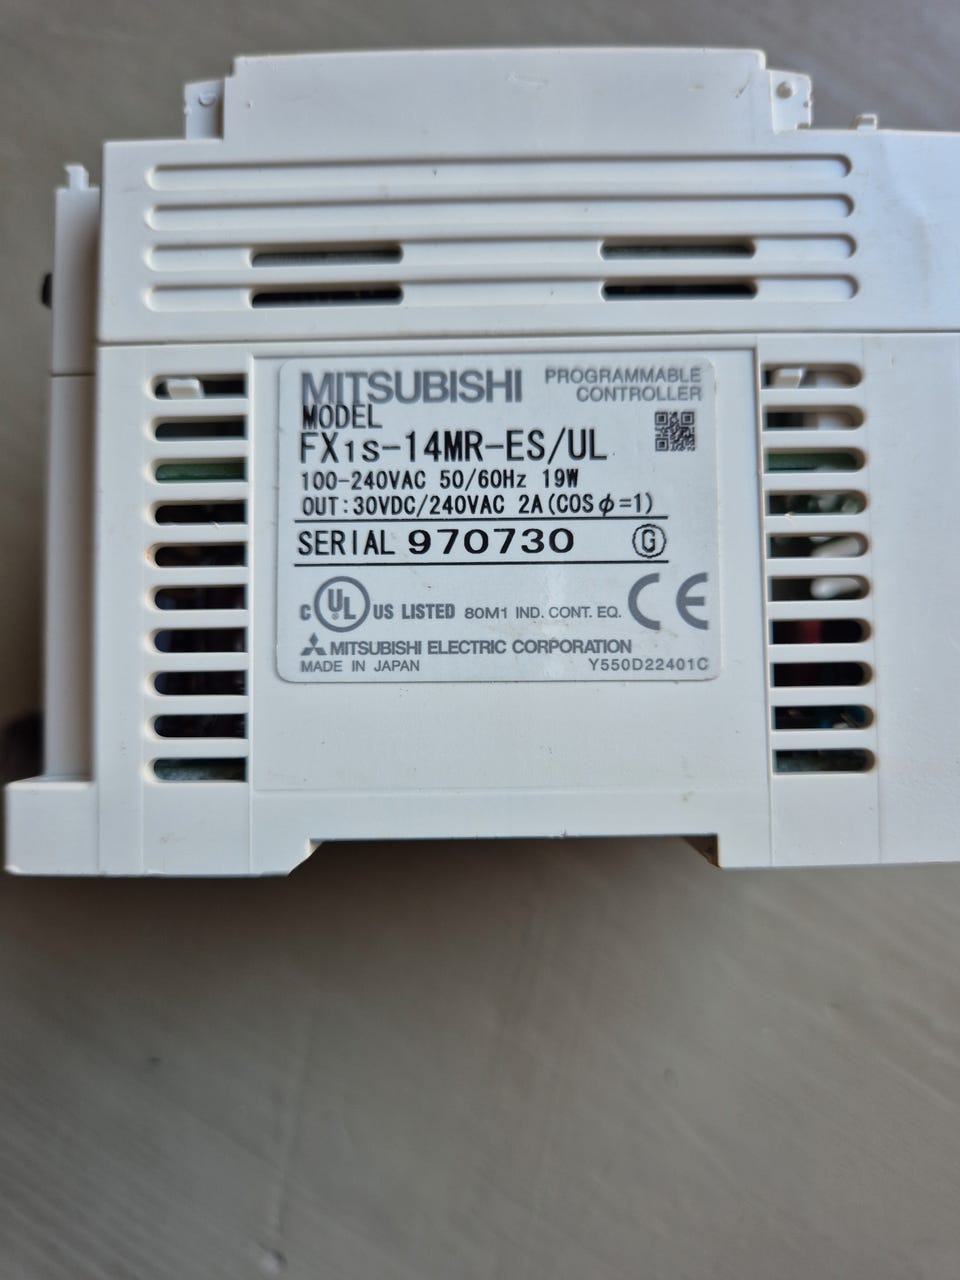 MITSUBISHI PROGRAMMABLE CONTROLLER
MODEL
FX1s-14MR-ES/UL
100-240VAC 50/60Hz 19W
OUT:30VDC/240VAC 2A(COSφ=1)
SERIAL 970730 G
c UL US LISTED 80M1 IND. CONT. EQ. CE
MITSUBISHI ELECTRIC CORPORATION
MADE IN JAPAN Y550D22401C